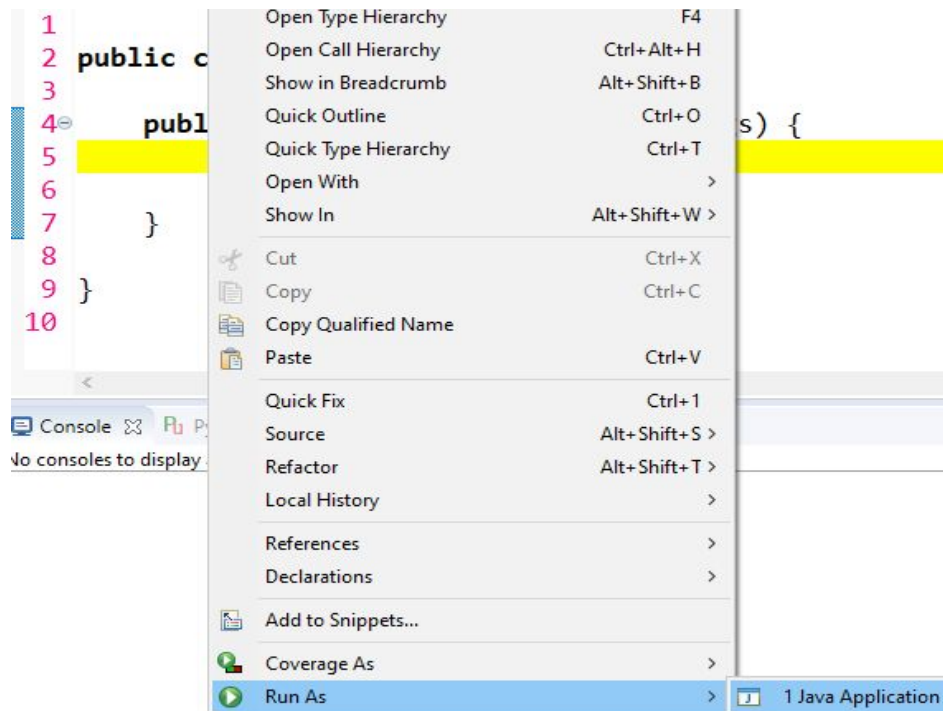 1
2 public c
3
4 publ s) {
5
6
7 }
8
9 }
10
Console
No consoles to display
Open Type Hierarchy F4
Open Call Hierarchy Ctrl+Alt+H
Show in Breadcrumb Alt+Shift+B
Quick Outline Ctrl+O
Quick Type Hierarchy Ctrl+T
Open With >
Show In Alt+Shift+W >
Cut Ctrl+X
Copy Ctrl+C
Copy Qualified Name
Paste Ctrl+V
Quick Fix Ctrl+1
Source Alt+Shift+S >
Refactor Alt+Shift+T >
Local History >
References >
Declarations >
Add to Snippets...
Coverage As >
Run As >
1 Java Application